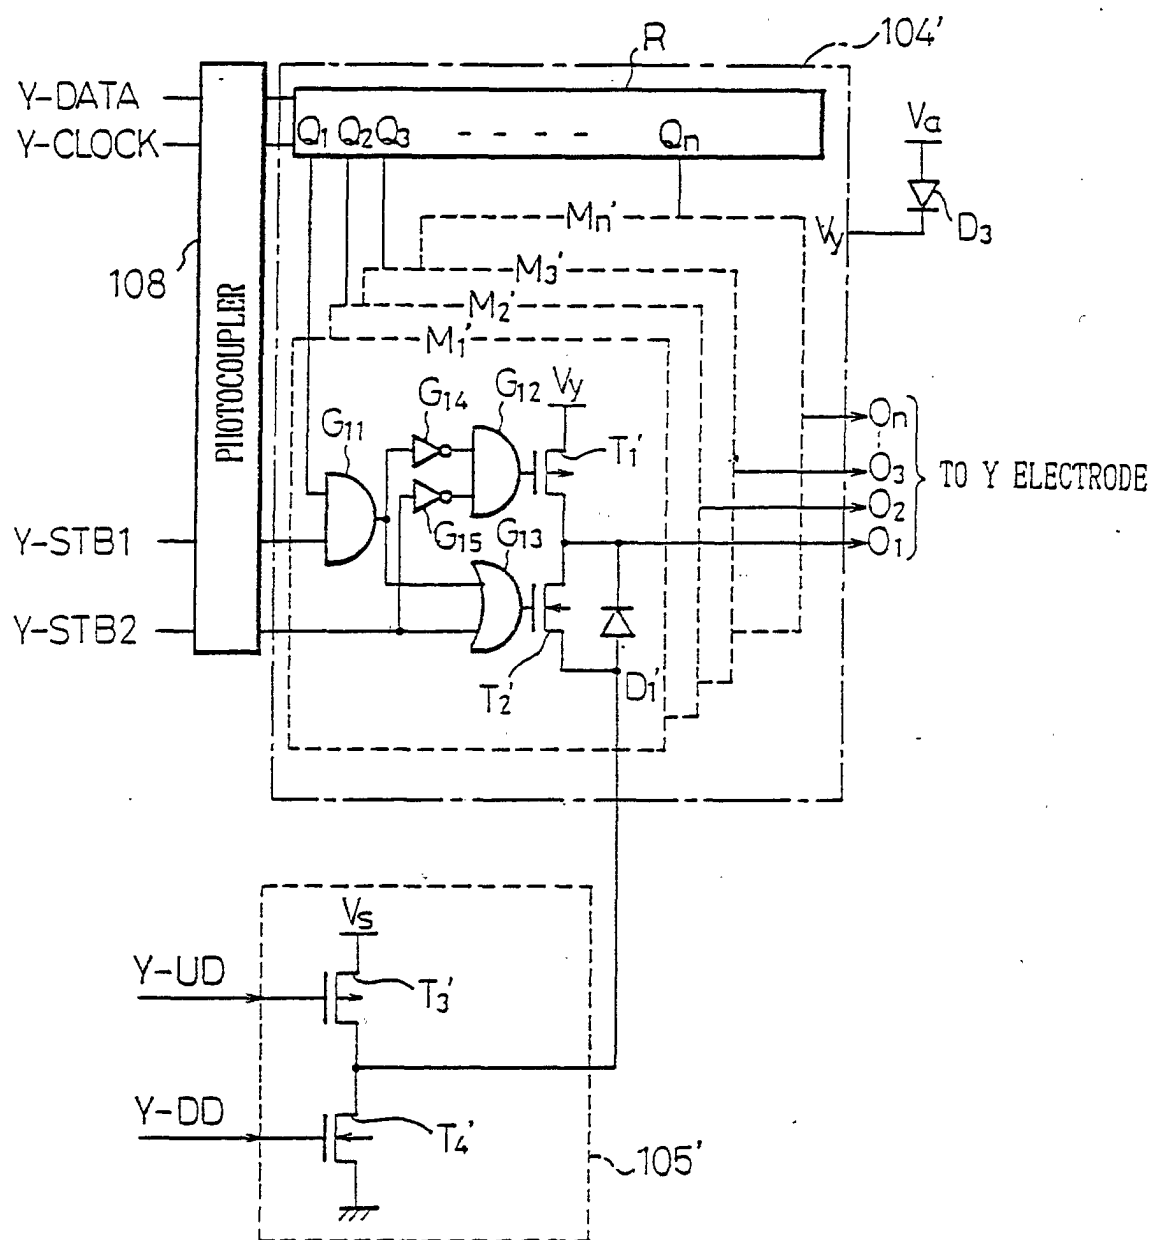 104'
R
Y-DATA
Y-CLOCK
Q1 Q2 Q3 - - - - Qn
Va
D3
Vy
Mn'
M3'
M2'
M1'
108
PHOTOCOUPLER
Vy
G14 G12
G11
T1'
G15 G13
On
O3
O2
O1
TO Y ELECTRODE
Y-STB1
Y-STB2
T2'
D1'
Vs
Y-UD
T3'
Y-DD
T4'
105'